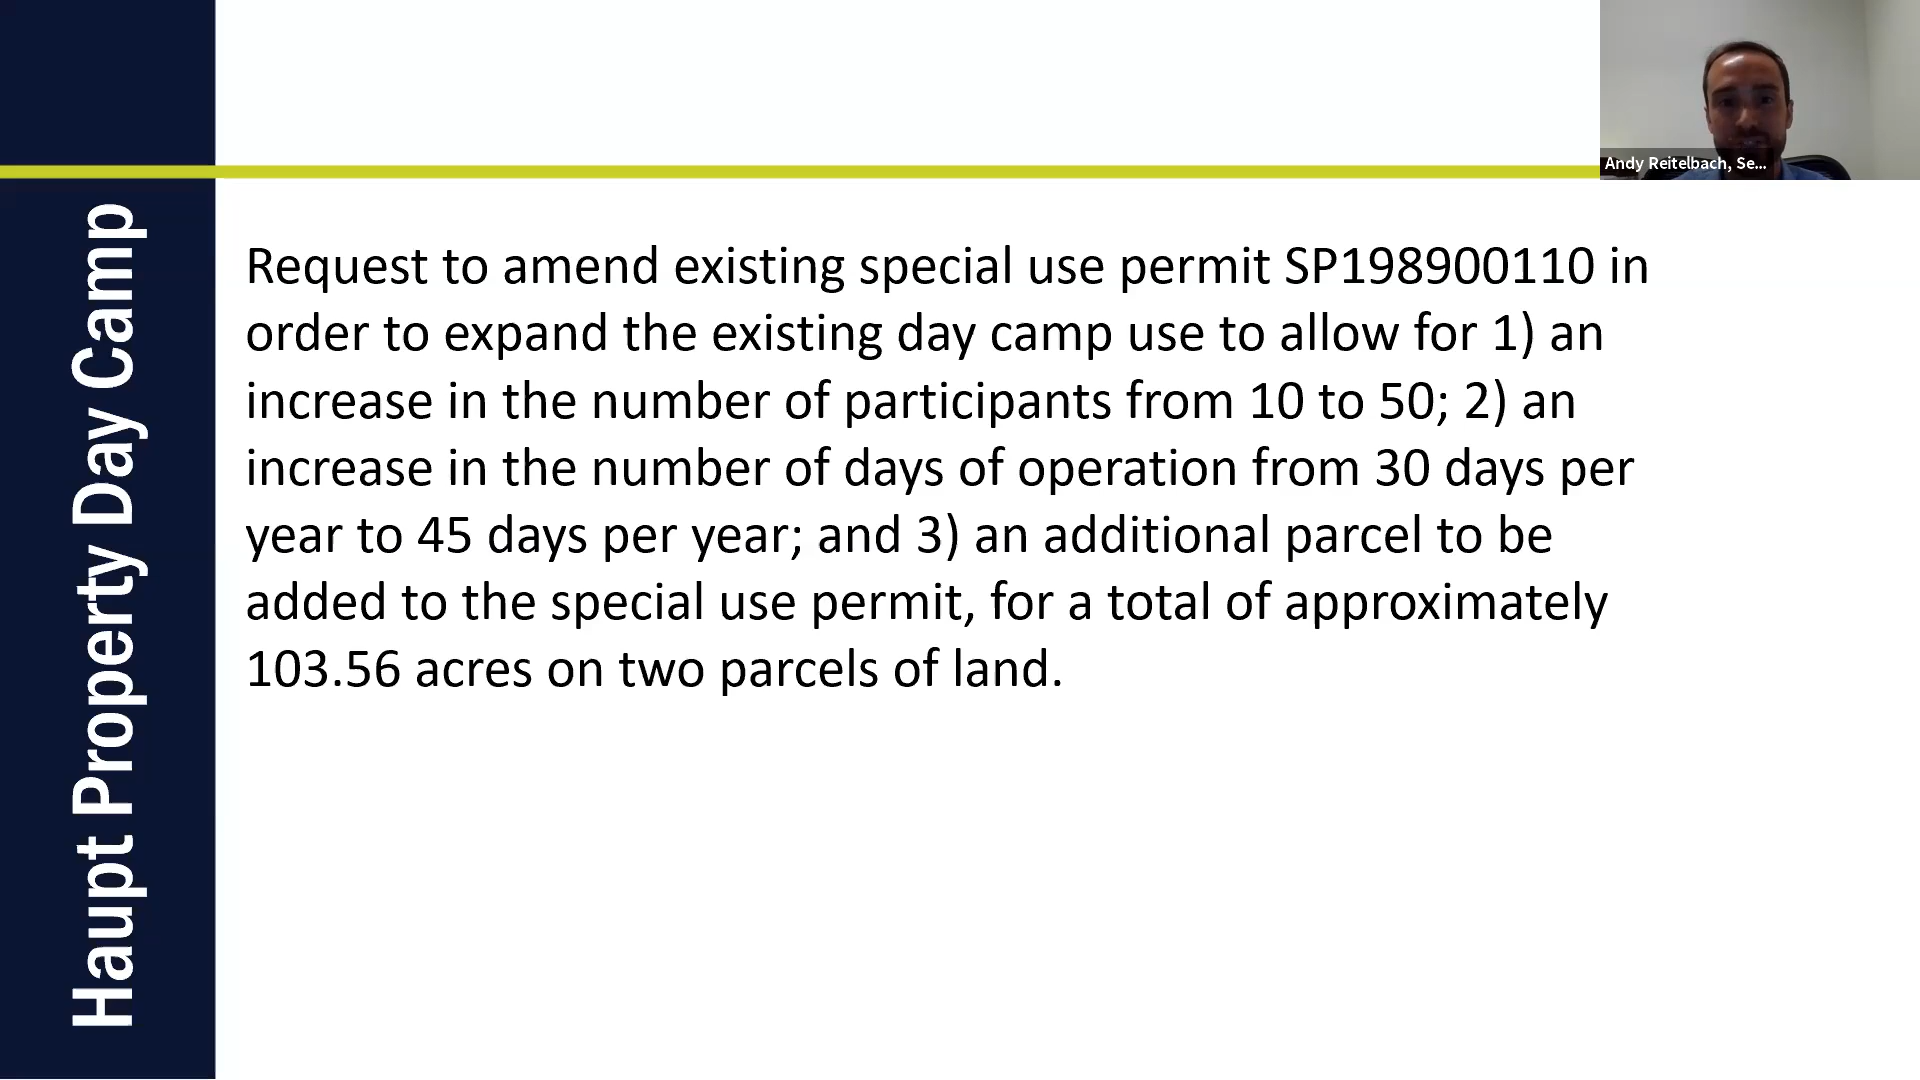 Andy Reitelbach, Se...
Haupt Property Day Camp
Request to amend existing special use permit SP198900110 in
order to expand the existing day camp use to allow for 1) an
increase in the number of participants from 10 to 50; 2) an
increase in the number of days of operation from 30 days per
year to 45 days per year; and 3) an additional parcel to be
added to the special use permit, for a total of approximately
103.56 acres on two parcels of land.